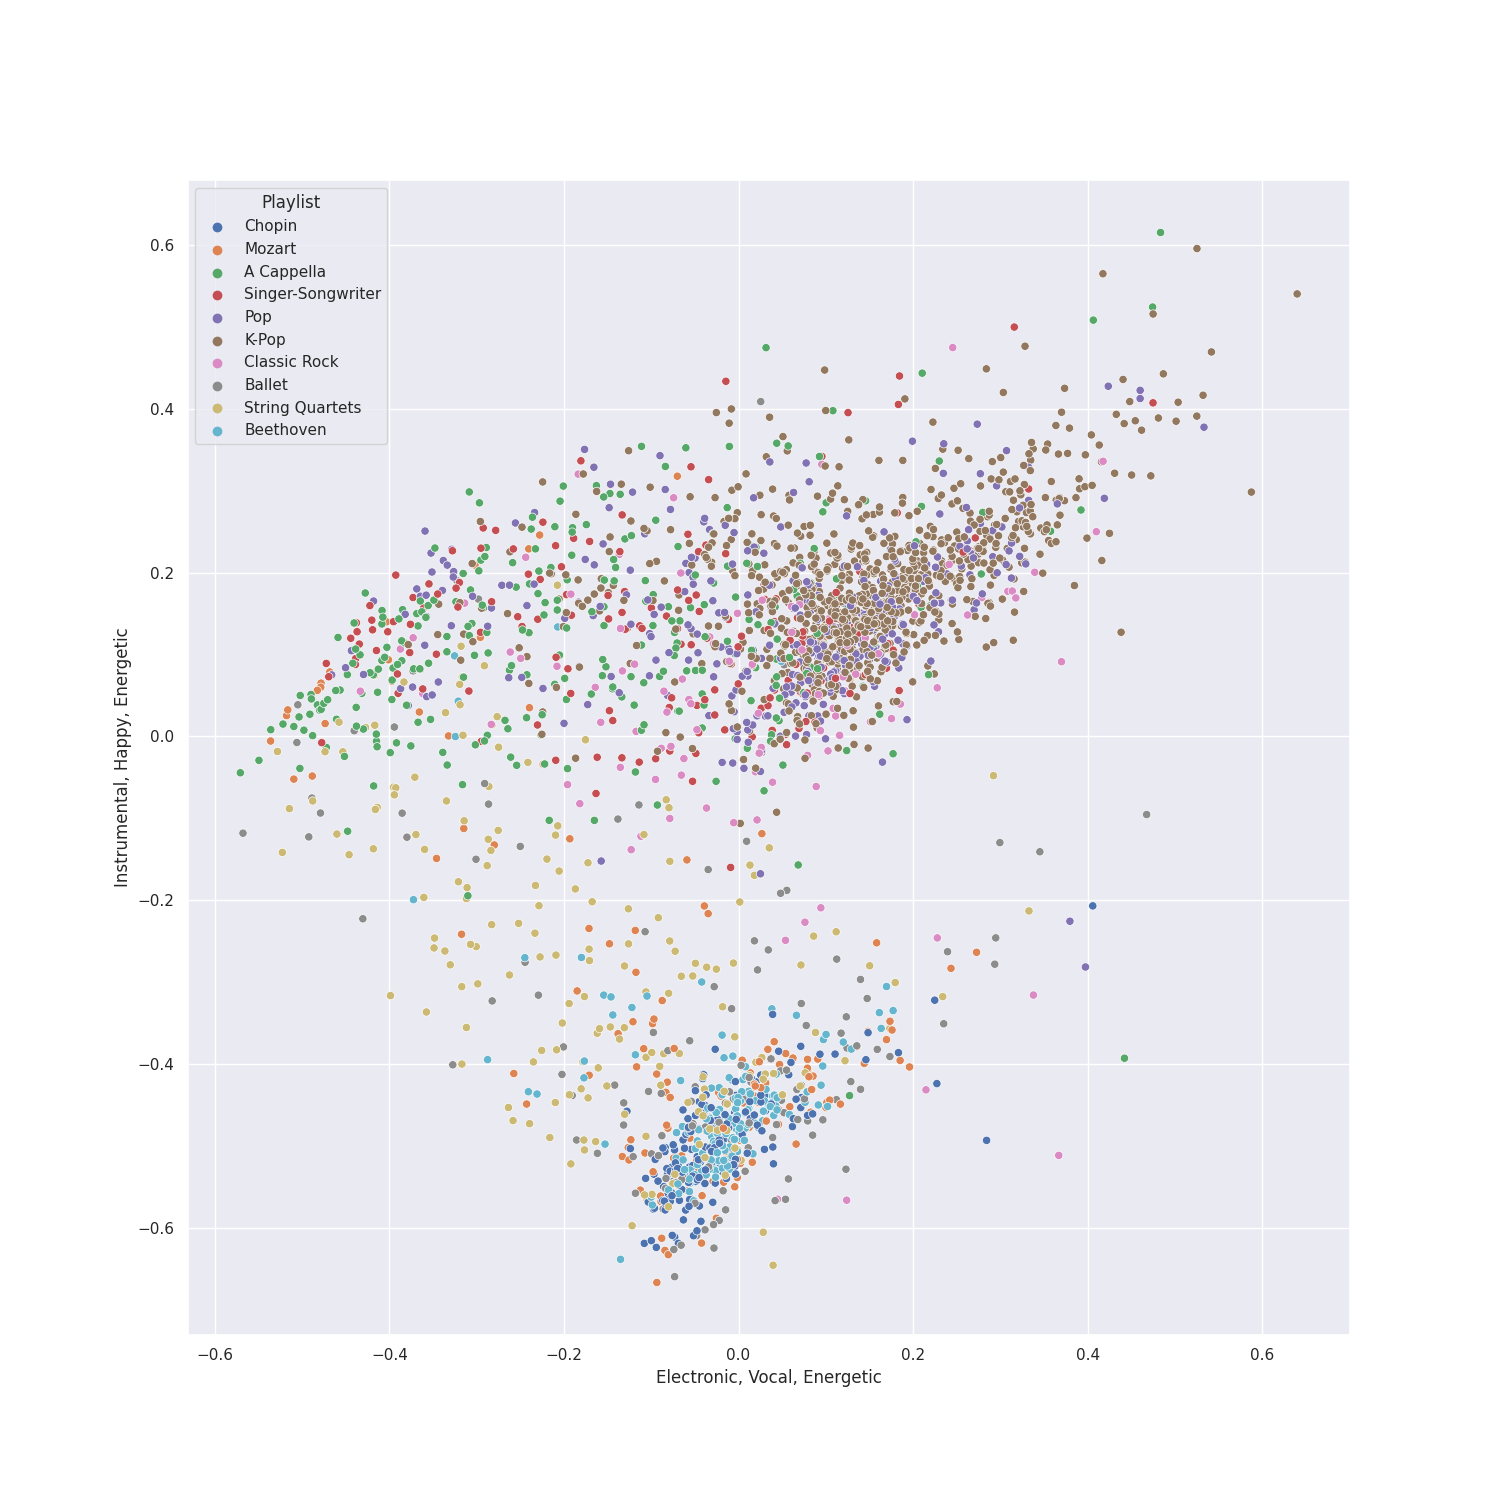 Playlist
Chopin
Mozart
A Cappella
Singer-Songwriter
Pop
K-Pop
Classic Rock
Ballet
String Quartets
Beethoven
0.6
0.4
0.2
0.0
−0.2
−0.4
−0.6
Instrumental, Happy, Energetic
−0.6 −0.4 −0.2 0.0 0.2 0.4 0.6
Electronic, Vocal, Energetic